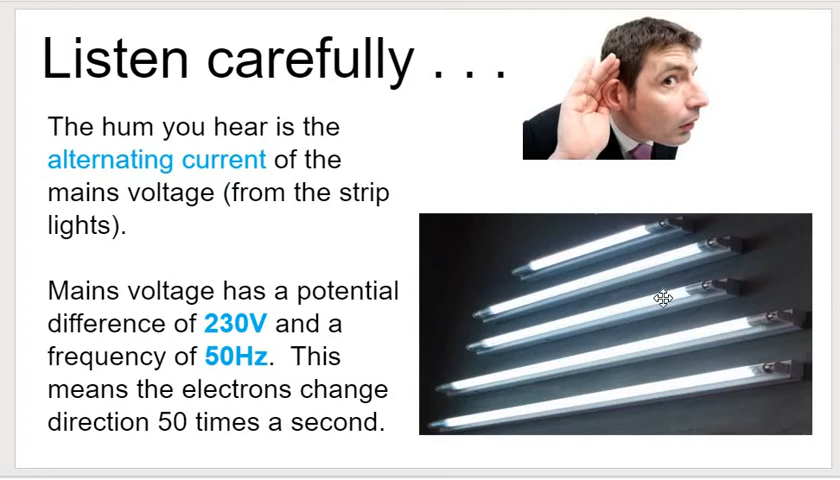 Listen carefully . . .
The hum you hear is the
alternating current of the
mains voltage (from the strip
lights).
Mains voltage has a potential
difference of 230V and a
frequency of 50Hz.  This
means the electrons change
direction 50 times a second.